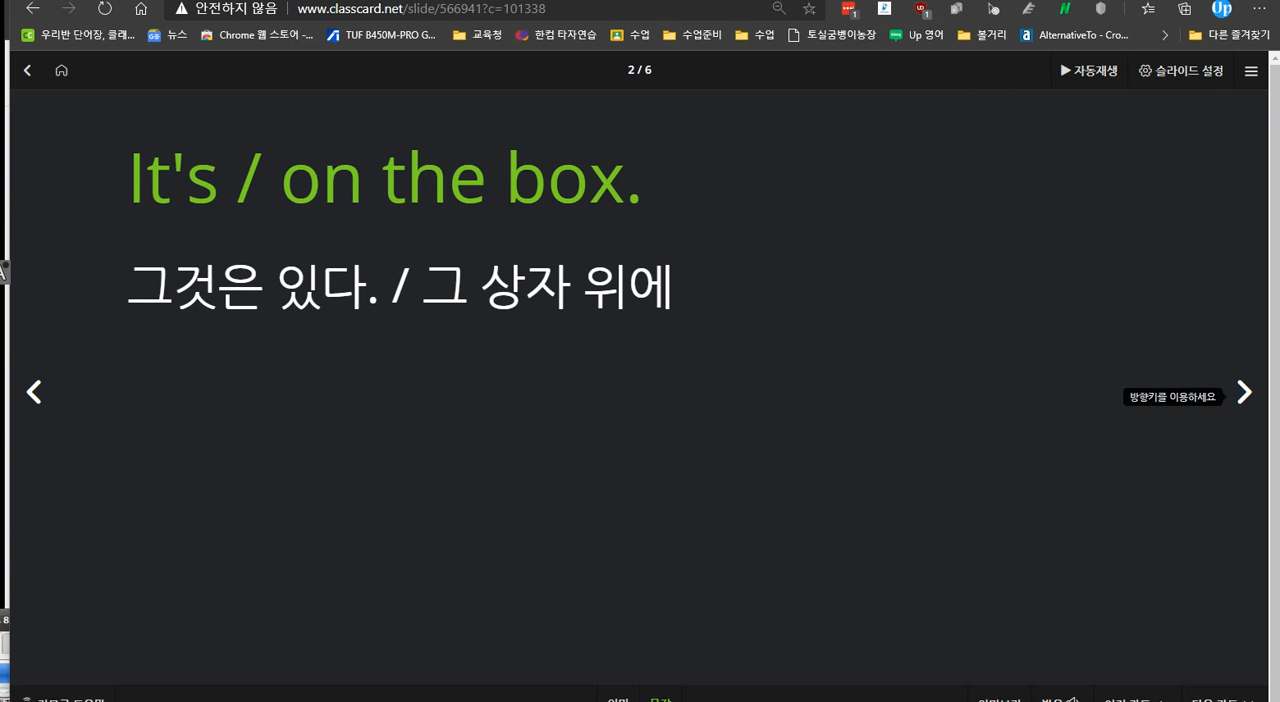 안전하지 않음 www.classcard.net/slide/566941?c=101338
우리반 단어장, 클래... 뉴스 Chrome 웹 스토어 -... TUF B450M-PRO G... 교육청 한컴 타자연습 수업 수업준비 수업 토실굼벵이농장 Up 영어 볼거리 AlternativeTo - Cro... 다른 즐겨찾기
2 / 6 자동재생 슬라이드 설정
It's / on the box.
그것은 있다. / 그 상자 위에
방향키를 이용하세요